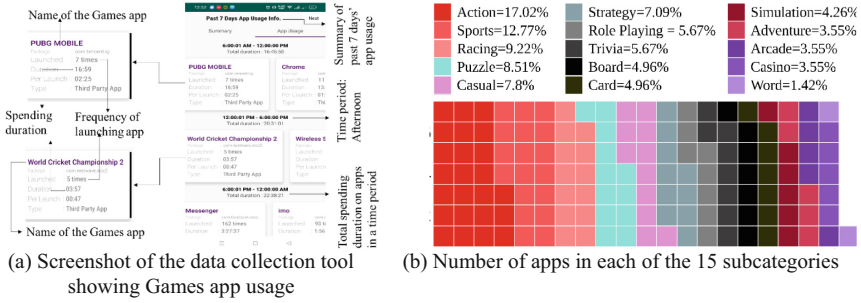 Name of the Games app
PUBG MOBILE
Launched 7 times
Duration 16:59
Per Launch 02:25
Type Third Party App
Spending duration
Frequency of launching app
World Cricket Championship 2
Launched 5 times
Duration 03:57
Per Launch 00:47
Type Third Party App
Name of the Games app
Past 7 Days App Usage Info.
Next
Summary
App usage
6:00:01 AM - 12:00:00 PM
PUBG MOBILE
Launched 7 times
Duration 16:59
Per Launch 02:25
Type Third Party App
Chrome
12:00:01 PM - 6:00:00 PM
World Cricket Championship 2
Launched 5 times
Duration 03:57
Per Launch 00:47
Type Third Party App
Wireless S
6:00:01 PM - 12:00:00 AM
Messenger
Launched 162 times
Duration 3:27:37
Imo
Summary of past 7 days' app usage
Time period: Afternoon
Total spending duration on apps in a time period
(a) Screenshot of the data collection tool
showing Games app usage
Action=17.02%
Sports=12.77%
Racing=9.22%
Puzzle=8.51%
Casual=7.8%
Strategy=7.09%
Role Playing = 5.67%
Trivia=5.67%
Board=4.96%
Card=4.96%
Simulation=4.26%
Adventure=3.55%
Arcade=3.55%
Casino=3.55%
Word=1.42%
(b) Number of apps in each of the 15 subcategories